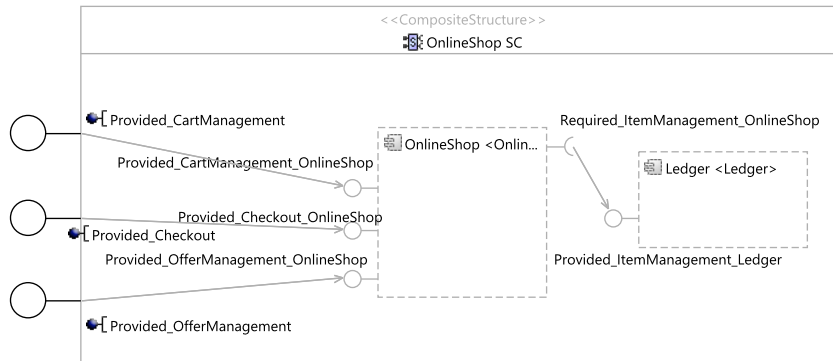 <<CompositeStructure>>
OnlineShop SC
Provided_CartManagement
Required_ItemManagement_OnlineShop
OnlineShop <Onlin...
Provided_CartManagement_OnlineShop
Ledger <Ledger>
Provided_Checkout_OnlineShop
Provided_Checkout
Provided_OfferManagement_OnlineShop
Provided_ItemManagement_Ledger
Provided_OfferManagement